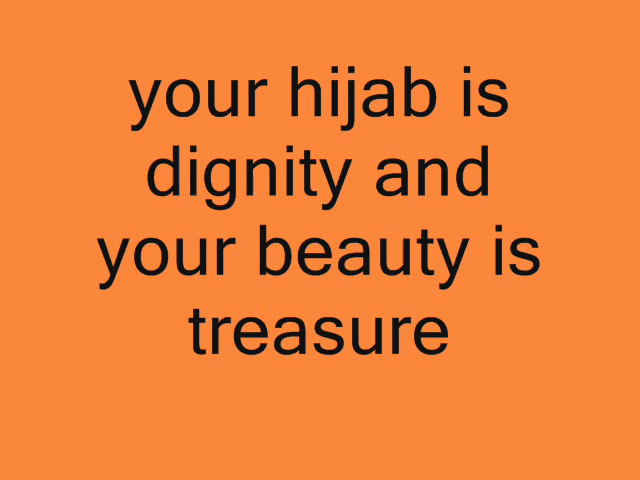 your hijab is
dignity and
your beauty is
treasure